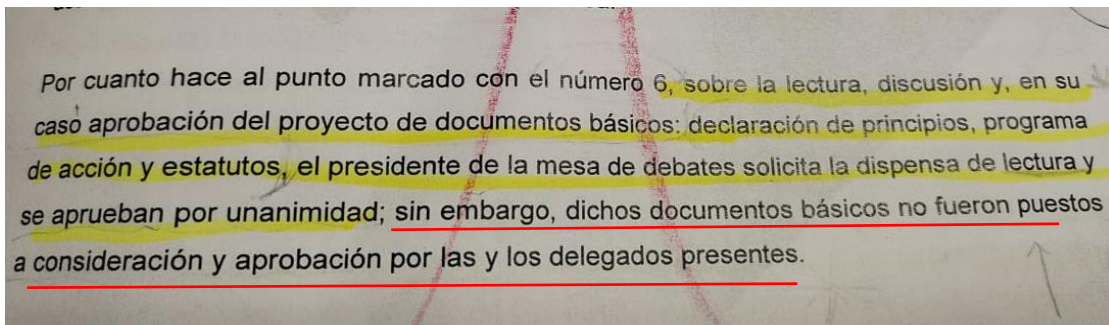 Por cuanto hace al punto marcado con el número 6, sobre la lectura, discusión y, en su
caso aprobación del proyecto de documentos básicos: declaración de principios, programa
de acción y estatutos, el presidente de la mesa de debates solicita la dispensa de lectura y
se aprueban por unanimidad; sin embargo, dichos documentos básicos no fueron puestos
a consideración y aprobación por las y los delegados presentes.